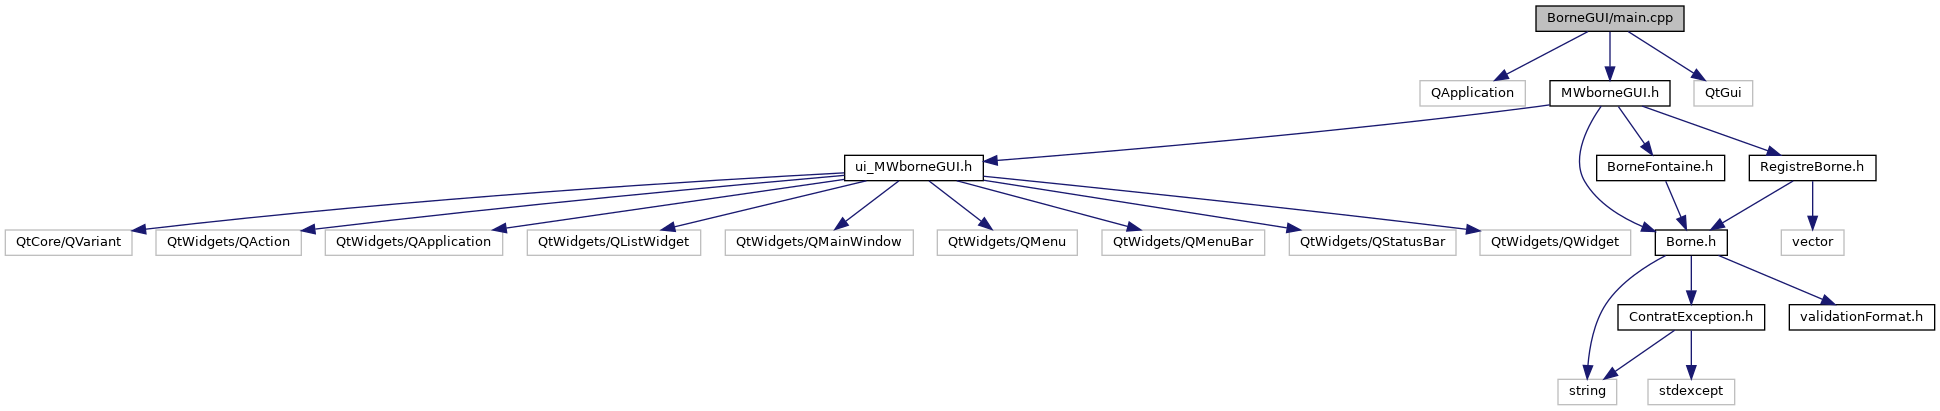 BorneGUI/main.cpp
QApplication
MWborneGUI.h
QtGui
ui_MWborneGUI.h
BorneFontaine.h
RegistreBorne.h
QtCore/QVariant
QtWidgets/QAction
QtWidgets/QApplication
QtWidgets/QListWidget
QtWidgets/QMainWindow
QtWidgets/QMenu
QtWidgets/QMenuBar
QtWidgets/QStatusBar
QtWidgets/QWidget
Borne.h
vector
ContratException.h
validationFormat.h
string
stdexcept